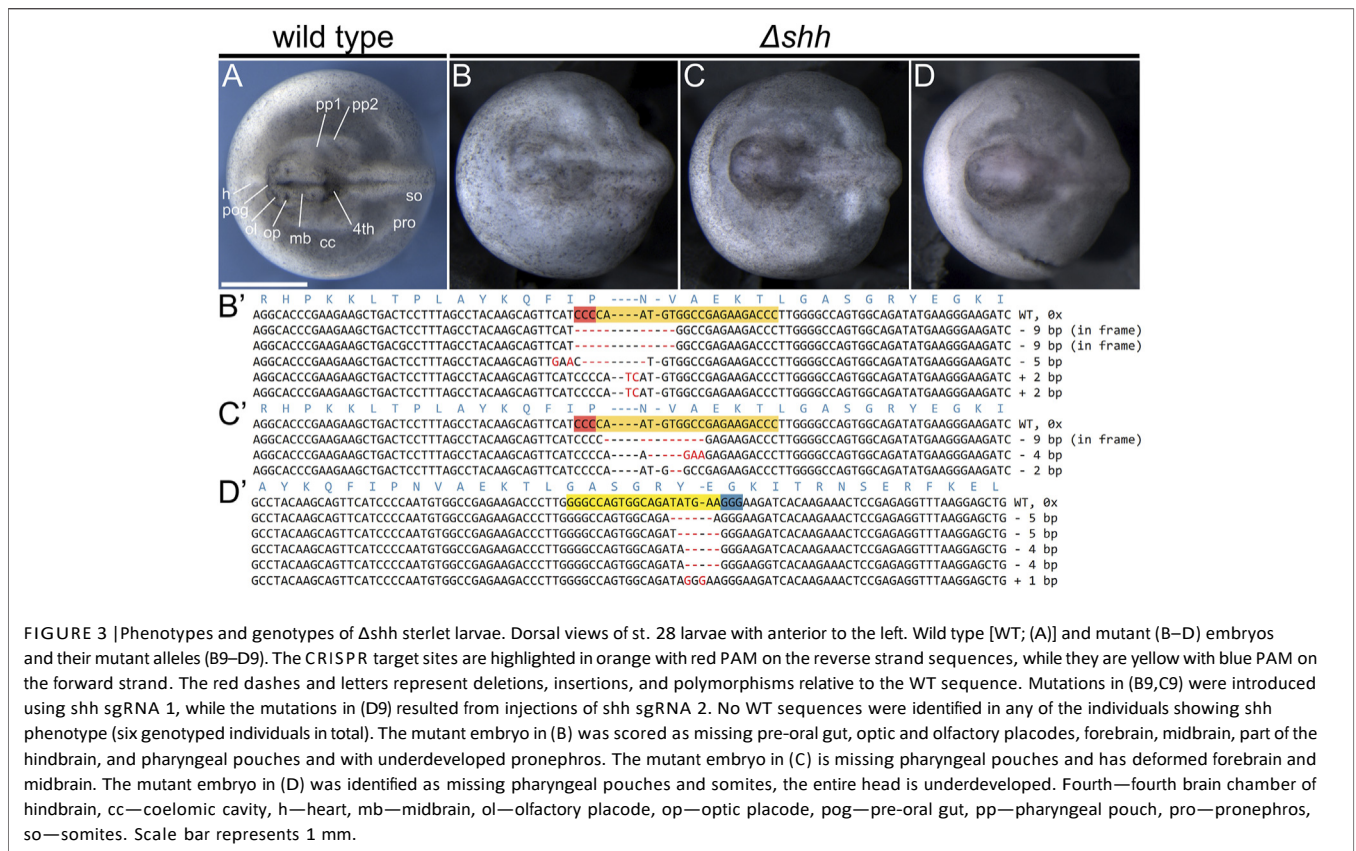 wild type
Δshh
A
B
C
D
pp1 pp2
h
pog
ol
op
mb
cc
4th
pro
so
B'
R H P K K L T P L A Y K Q F I P ----N - V A E K T L G A S G R Y E G K I
AGGCACCCGAAGAAGCTGACTCCTTTAGCCTACAAGCAGTTCATCCCCA----AT-GTGGCCGAGAAGACCCTTGGGGCCAGTGGCAGATATGAAGGGAAGATC WT, 0x
AGGCACCCGAAGAAGCTGACTCCTTTAGCCTACAAGCAGTTCAT--------------GGCCGAGAAGACCCTTGGGGCCAGTGGCAGATATGAAGGGAAGATC - 9 bp (in frame)
AGGCACCCGAAGAAGCTGACGCCTTTAGCCTACAAGCAGTTCAT--------------GGCCGAGAAGACCCTTGGGGCCAGTGGCAGATATGAAGGGAAGATC - 9 bp (in frame)
AGGCACCCGAAGAAGCTGACTCCTTTAGCCTACAAGCAGTTGAAC---------T-GTGGCCGAGAAGACCCTTGGGGCCAGTGGCAGATATGAAGGGAAGATC - 5 bp
AGGCACCCGAAGAAGCTGACTCCTTTAGCCTACAAGCAGTTCATCCCCA--TCAT-GTGGCCGAGAAGACCCTTGGGGCCAGTGGCAGATATGAAGGGAAGATC + 2 bp
AGGCACCCGAAGAAGCTGACTCCTTTAGCCTACAAGCAGTTCATCCCCA--TCAT-GTGGCCGAGAAGACCCTTGGGGCCAGTGGCAGATATGAAGGGAAGATC + 2 bp
C'
R H P K K L T P L A Y K Q F I P ----N - V A E K T L G A S G R Y E G K I
AGGCACCCGAAGAAGCTGACTCCTTTAGCCTACAAGCAGTTCATCCCCA----AT-GTGGCCGAGAAGACCCTTGGGGCCAGTGGCAGATATGAAGGGAAGATC WT, 0x
AGGCACCCGAAGAAGCTGACTCCTTTAGCCTACAAGCAGTTCATCCCC--------------GAGAAGACCCTTGGGGCCAGTGGCAGATATGAAGGGAAGATC - 9 bp (in frame)
AGGCACCCGAAGAAGCTGACTCCTTTAGCCTACAAGCAGTTCATCCCCA----A-----GAAGAGAAGACCCTTGGGGCCAGTGGCAGATATGAAGGGAAGATC - 4 bp
AGGCACCCGAAGAAGCTGACTCCTTTAGCCTACAAGCAGTTCATCCCCA----AT-G--GCCGAGAAGACCCTTGGGGCCAGTGGCAGATATGAAGGGAAGATC - 2 bp
D'
A Y K Q F I P N V A E K T L G A S G R Y -E G K I T R N S E R F K E L
GCCTACAAGCAGTTCATCCCCAATGTGGCCGAGAAGACCCTTGGGGCCAGTGGCAGATATG-AAGGGAAGATCACAAGAAACTCCGAGAGGTTTAAGGAGCTG WT, 0x
GCCTACAAGCAGTTCATCCCCAATGTGGCCGAGAAGACCCTTGGGGCCAGTGGCAGA------AGGGAAGATCACAAGAAACTCCGAGAGGTTTAAGGAGCTG - 5 bp
GCCTACAAGCAGTTCATCCCCAATGTGGCCGAGAAGACCCTTGGGGCCAGTGGCAGAT------GGGAAGATCACAAGAAACTCCGAGAGGTTTAAGGAGCTG - 5 bp
GCCTACAAGCAGTTCATCCCCAATGTGGCCGAGAAGACCCTTGGGGCCAGTGGCAGATA-----GGGAAGATCACAAGAAACTCCGAGAGGTTTAAGGAGCTG - 4 bp
GCCTACAAGCAGTTCATCCCCAATGTGGCCGAGAAGACCCTTGGGGCCAGTGGCAGATA-----GGGAAGGTCACAAGAAACTCCGAGAGGTTTAAGGAGCTG - 4 bp
GCCTACAAGCAGTTCATCCCCAATGTGGCCGAGAAGACCCTTGGGGCCAGTGGCAGATAGGGAAGGGAAGATCACAAGAAACTCCGAGAGGTTTAAGGAGCTG + 1 bp
FIGURE 3 | Phenotypes and genotypes of Δshh sterlet larvae. Dorsal views of st. 28 larvae with anterior to the left. Wild type [WT; (A)] and mutant (B–D) embryos
and their mutant alleles (B9–D9). The CRISPR target sites are highlighted in orange with red PAM on the reverse strand sequences, while they are yellow with blue PAM on
the forward strand. The red dashes and letters represent deletions, insertions, and polymorphisms relative to the WT sequence. Mutations in (B9,C9) were introduced
using shh sgRNA 1, while the mutations in (D9) resulted from injections of shh sgRNA 2. No WT sequences were identified in any of the individuals showing shh
phenotype (six genotyped individuals in total). The mutant embryo in (B) was scored as missing pre-oral gut, optic and olfactory placodes, forebrain, midbrain, part of the
hindbrain, and pharyngeal pouches and with underdeveloped pronephros. The mutant embryo in (C) is missing pharyngeal pouches and has deformed forebrain and
midbrain. The mutant embryo in (D) was identified as missing pharyngeal pouches and somites, the entire head is underdeveloped. Fourth—fourth brain chamber of
hindbrain, cc—coelomic cavity, h—heart, mb—midbrain, ol—olfactory placode, op—optic placode, pog—pre-oral gut, pp—pharyngeal pouch, pro—pronephros,
so—somites. Scale bar represents 1 mm.